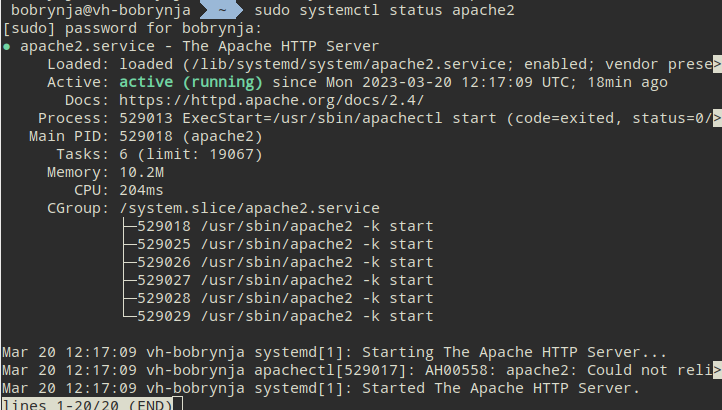 bobrynja@vh-bobrynja ~ sudo systemctl status apache2
[sudo] password for bobrynja:
● apache2.service - The Apache HTTP Server
Loaded: loaded (/lib/systemd/system/apache2.service; enabled; vendor prese>
Active: active (running) since Mon 2023-03-20 12:17:09 UTC; 18min ago
Docs: https://httpd.apache.org/docs/2.4/
Process: 529013 ExecStart=/usr/sbin/apachectl start (code=exited, status=0/>
Main PID: 529018 (apache2)
Tasks: 6 (limit: 19067)
Memory: 10.2M
CPU: 204ms
CGroup: /system.slice/apache2.service
├─529018 /usr/sbin/apache2 -k start
├─529025 /usr/sbin/apache2 -k start
├─529026 /usr/sbin/apache2 -k start
├─529027 /usr/sbin/apache2 -k start
├─529028 /usr/sbin/apache2 -k start
└─529029 /usr/sbin/apache2 -k start
Mar 20 12:17:09 vh-bobrynja systemd[1]: Starting The Apache HTTP Server...
Mar 20 12:17:09 vh-bobrynja apachectl[529017]: AH00558: apache2: Could not reli>
Mar 20 12:17:09 vh-bobrynja systemd[1]: Started The Apache HTTP Server.
lines 1-20/20 (END)